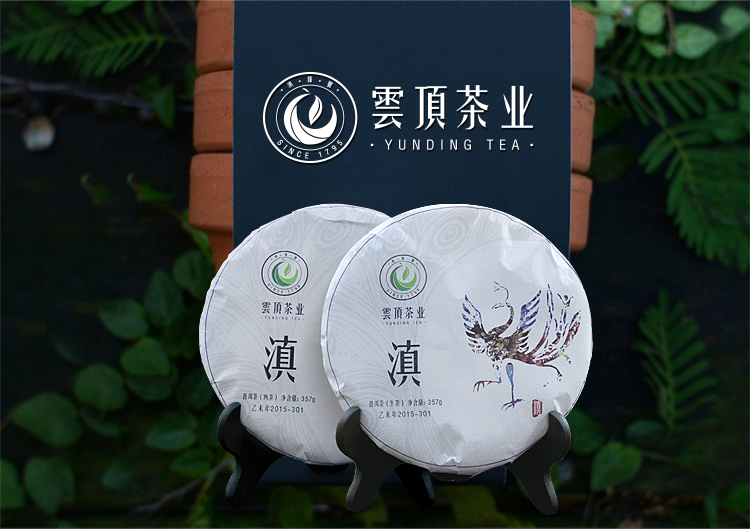 雲頂茶业
· YUNDING TEA ·
SINCE 1795
雲頂茶业
· YUNDING TEA ·
滇
普洱茶（熟茶） 净含量：357g
乙未年2015-301
雲頂茶业
· YUNDING TEA ·
滇
普洱茶（生茶） 净含量：357g
乙未年2015-301